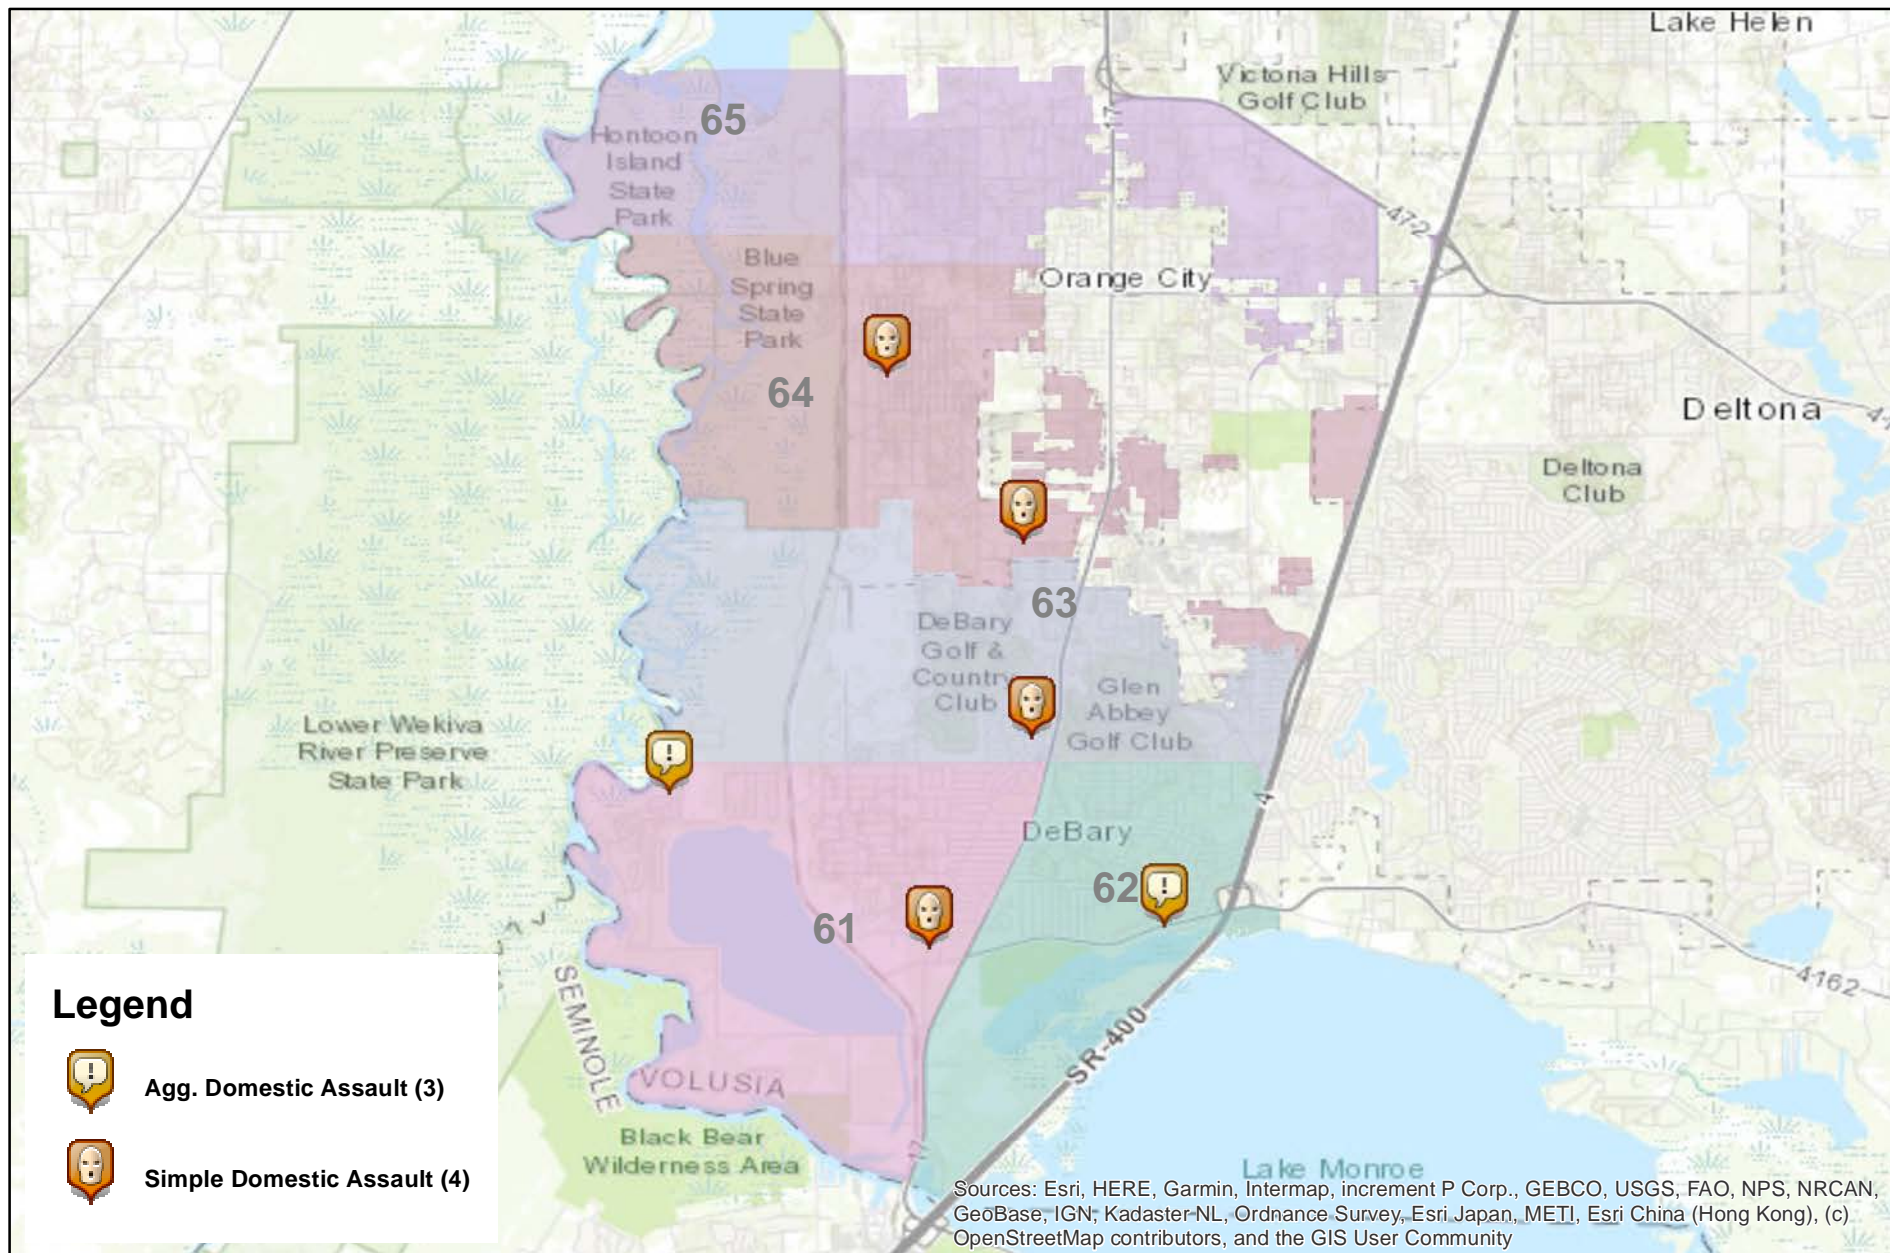 Lake Helen
Victoria Hills
Golf Club
17
65
Hontoon
Island
State
Park
472
Blue
Spring
State
Park
Orange City
64
Deltona
Deltona
Club
63
DeBary
Golf &
Country
Club
Glen
Abbey
Golf Club
Lower Wekiva
River Preserve
State Park
4
DeBary
62
61
4162
SEMINOLE
VOLUSIA
SR-400
Black Bear
Wilderness Area
17
Lake Monroe
Legend
!
Agg. Domestic Assault (3)
Simple Domestic Assault (4)
Sources: Esri, HERE, Garmin, Intermap, increment P Corp., GEBCO, USGS, FAO, NPS, NRCAN,
GeoBase, IGN, Kadaster NL, Ordnance Survey, Esri Japan, METI, Esri China (Hong Kong), (c)
OpenStreetMap contributors, and the GIS User Community